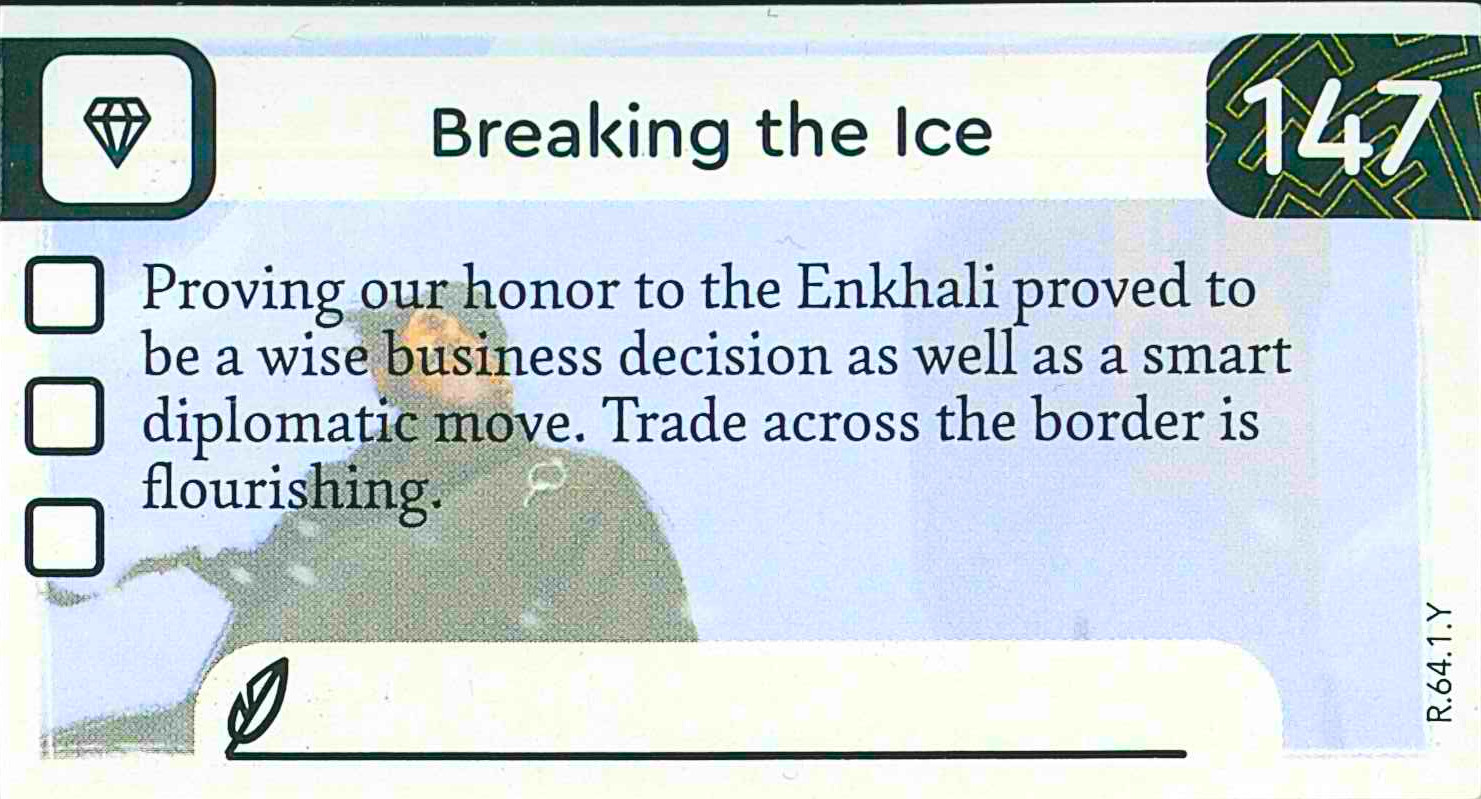 Breaking the Ice
147
Proving our honor to the Enkhali proved to
be a wise business decision as well as a smart
diplomatic move. Trade across the border is
flourishing.
R.64.1.Y